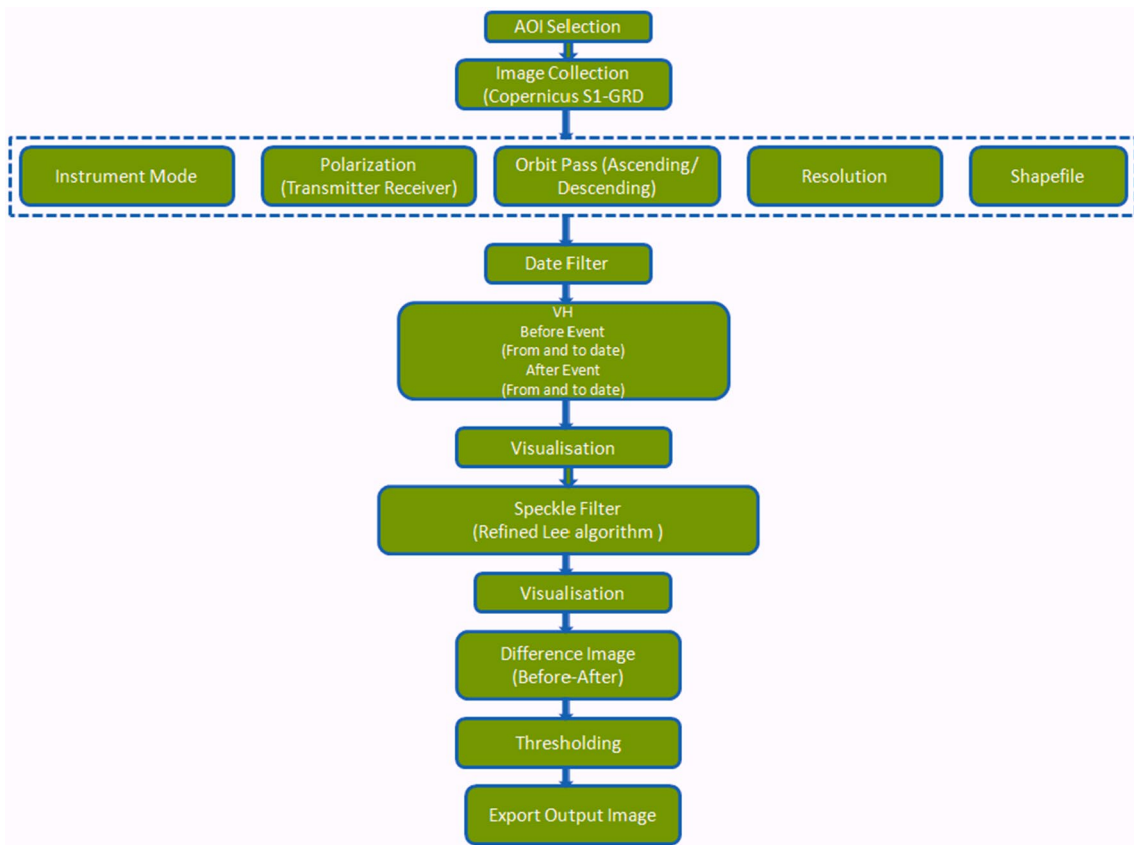 AOI Selection
Image Collection
(Copernicus S1-GRD
Instrument Mode
Polarization
(Transmitter Receiver)
Orbit Pass (Ascending/
Descending)
Resolution
Shapefile
Date Filter
VH
Before Event
(From and to date)
After Event
(From and to date)
Visualisation
Speckle Filter
(Refined Lee algorithm )
Visualisation
Difference Image
(Before-After)
Thresholding
Export Output Image